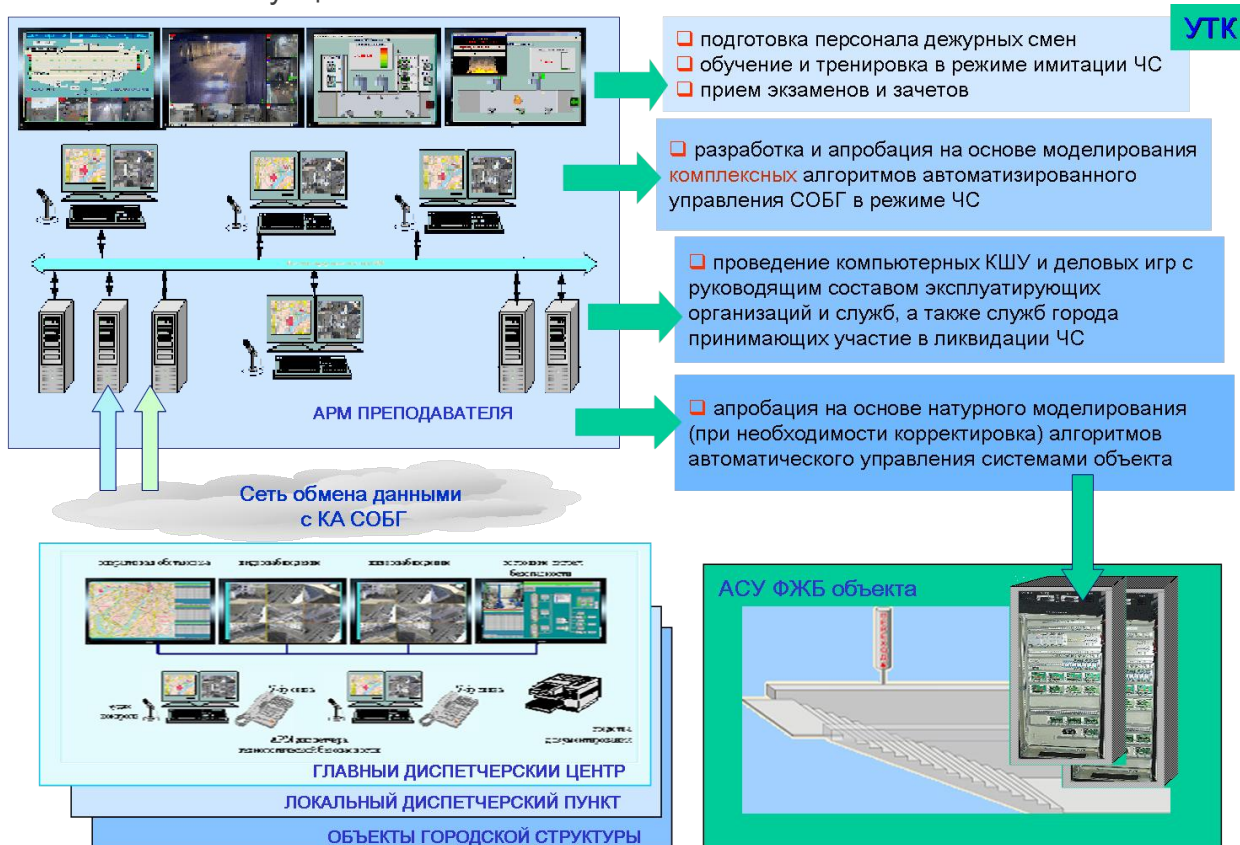 УТК
подготовка персонала дежурных смен
обучение и тренировка в режиме имитации ЧС
прием экзаменов и зачетов
разработка и апробация на основе моделирования
комплексных алгоритмов автоматизированного
управления СОБГ в режиме ЧС
проведение компьютерных КШУ и деловых игр с
руководящим составом эксплуатирующих
организаций и служб, а также служб города
принимающих участие в ликвидации ЧС
АРМ ПРЕПОДАВАТЕЛЯ
апробация на основе натурного моделирования
(при необходимости корректировка) алгоритмов
автоматического управления системами объекта
Сеть обмена данными
с КА СОБГ
видеонаблюдение
безопасности
документирования
ГЛАВНЫЙ ДИСПЕТЧЕРСКИЙ ЦЕНТР
ЛОКАЛЬНЫЙ ДИСПЕТЧЕРСКИЙ ПУНКТ
ОБЪЕКТЫ ГОРОДСКОЙ СТРУКТУРЫ
АСУ ФЖБ объекта